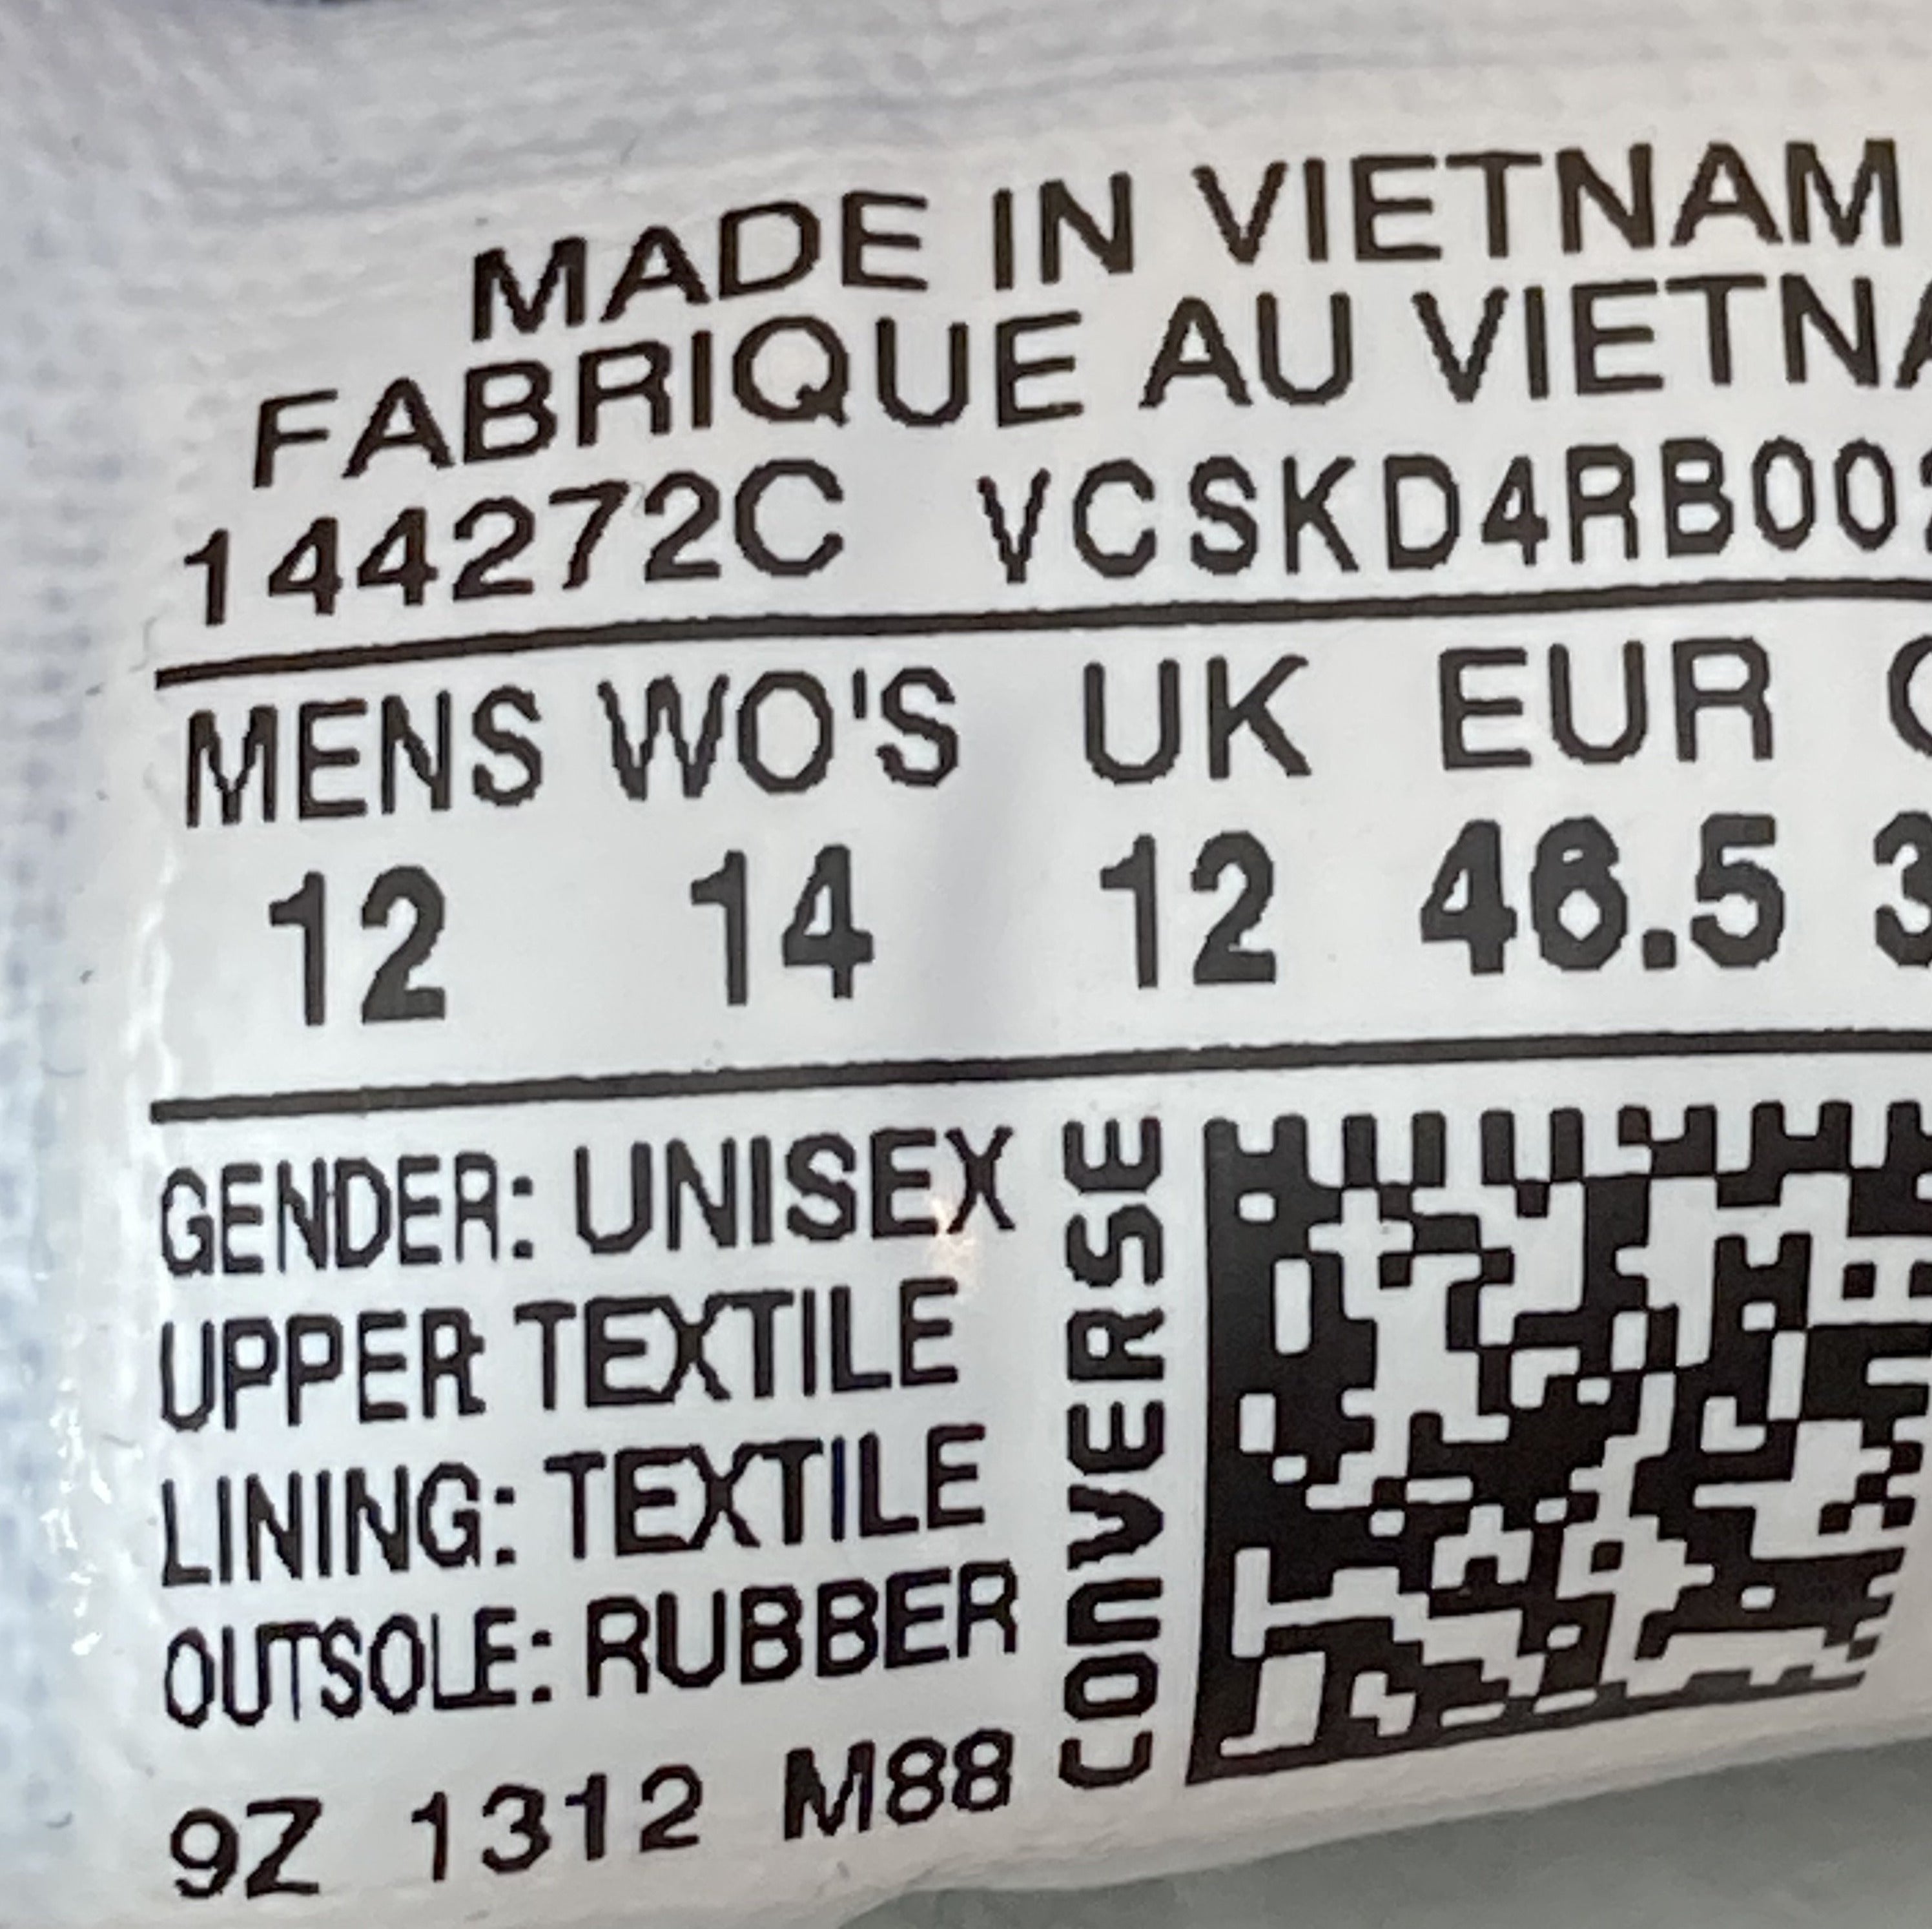 MADE IN VIETNAM
FABRIQUE AU VIETNA
144272C VCSKD4RB00
MENS WO'S UK EUR
12 14 12 46.5 3
GENDER: UNISEX
UPPER TEXTILE
LINING: TEXTILE
OUTSOLE: RUBBER
9Z 1312 M88
CONVERSE